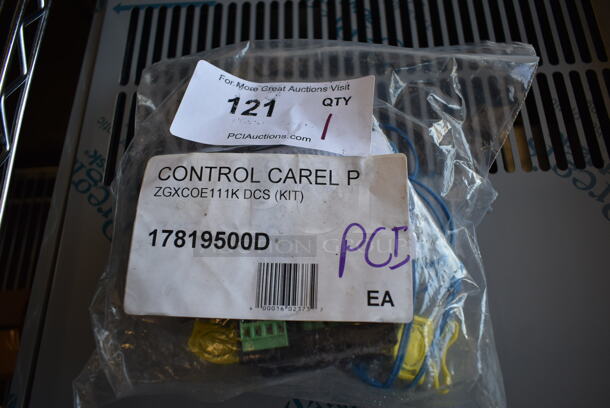 For More Great Auctions Visit
121
QTY
1
PCIAuctions.com
CONTROL CAREL P
ZGXCOE111K DCS (KIT)
17819500D
PCI
EA